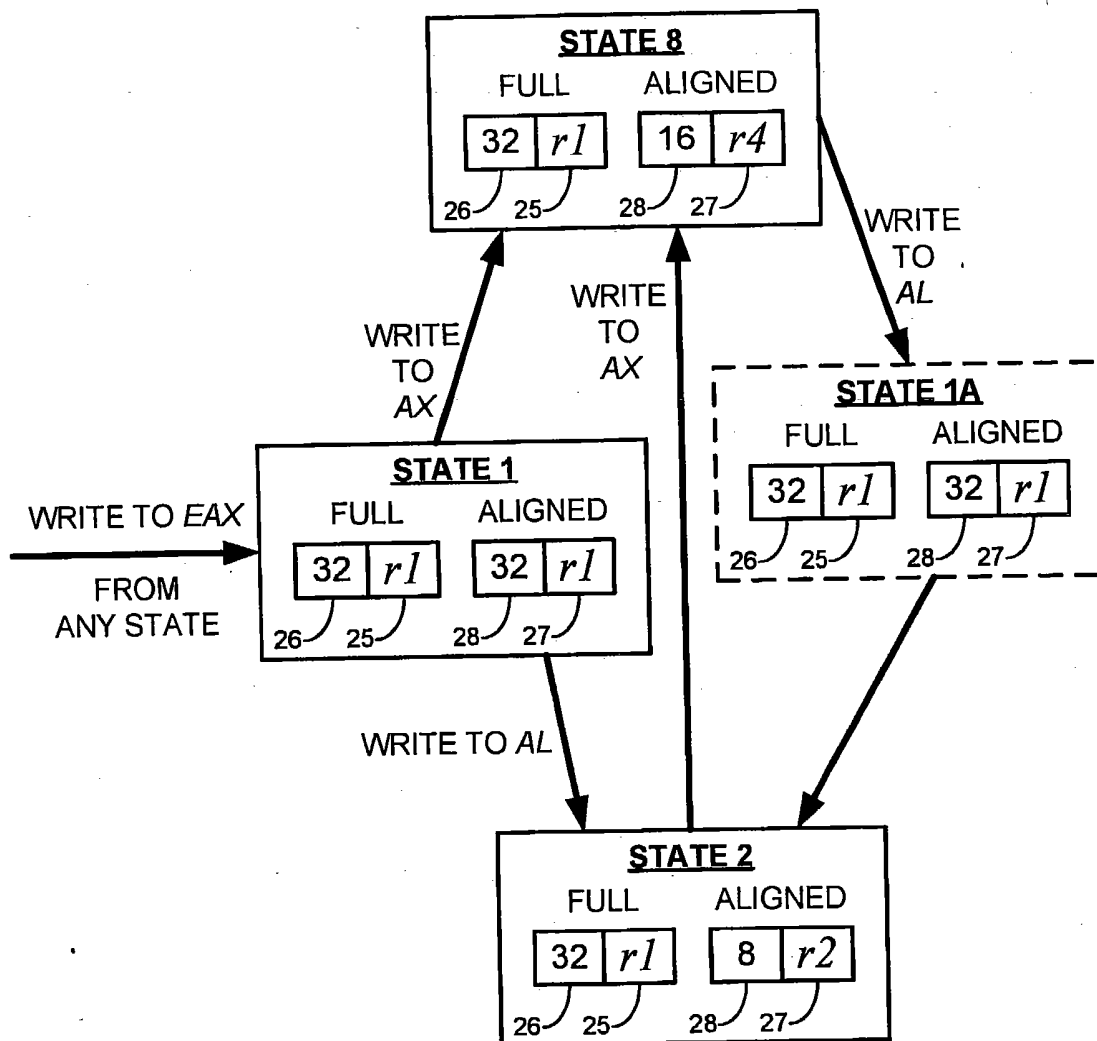 STATE 8
FULL ALIGNED
32 r1 16 r4
26 25 28 27
WRITE
TO
AX
WRITE
TO
AX
WRITE
TO
AL
STATE 1A
FULL ALIGNED
32 r1 32 r1
26 25 28 27
WRITE TO EAX
FROM
ANY STATE
STATE 1
FULL ALIGNED
32 r1 32 r1
26 25 28 27
WRITE TO AL
STATE 2
FULL ALIGNED
32 r1 8 r2
26 25 28 27